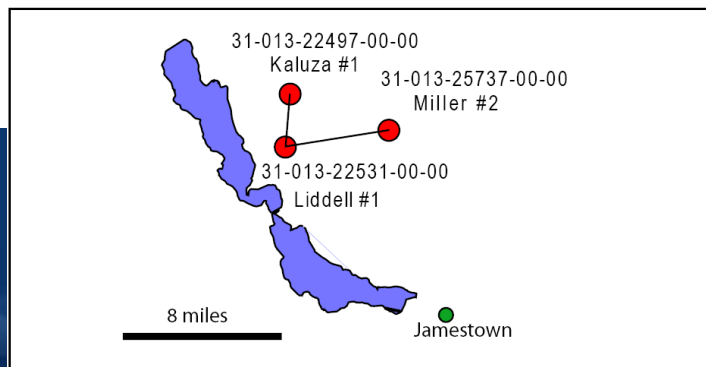 31-013-22497-00-00
Kaluza #1
31-013-25737-00-00
Miller #2
31-013-22531-00-00
Liddell #1
8 miles
Jamestown